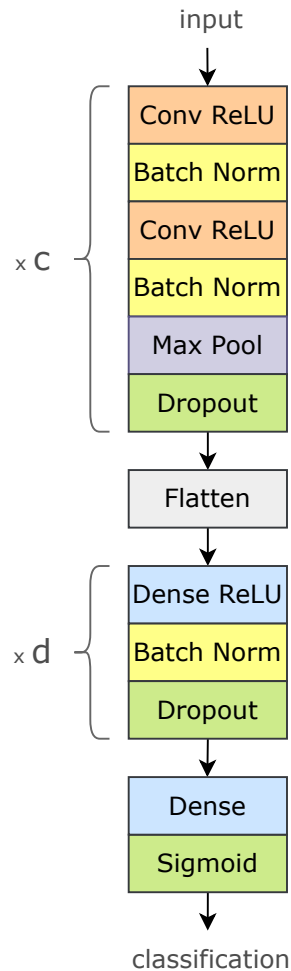 input
Conv ReLU
Batch Norm
Conv ReLU
x c
Batch Norm
Max Pool
Dropout
Flatten
Dense ReLU
x d
Batch Norm
Dropout
Dense
Sigmoid
classification